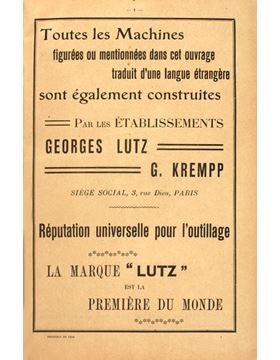 — 1 —
Toutes les Machines
figurées ou mentionnées dans cet ouvrage
traduit d'une langue étrangère
sont également construites
PAR LES ÉTABLISSEMENTS
GEORGES LUTZ
G. KREMPP
SIÈGE SOCIAL, 3, rue Dieu, PARIS
Réputation universelle pour l'outillage
LA MARQUE "LUTZ"
EST LA
PREMIÈRE DU MONDE
1